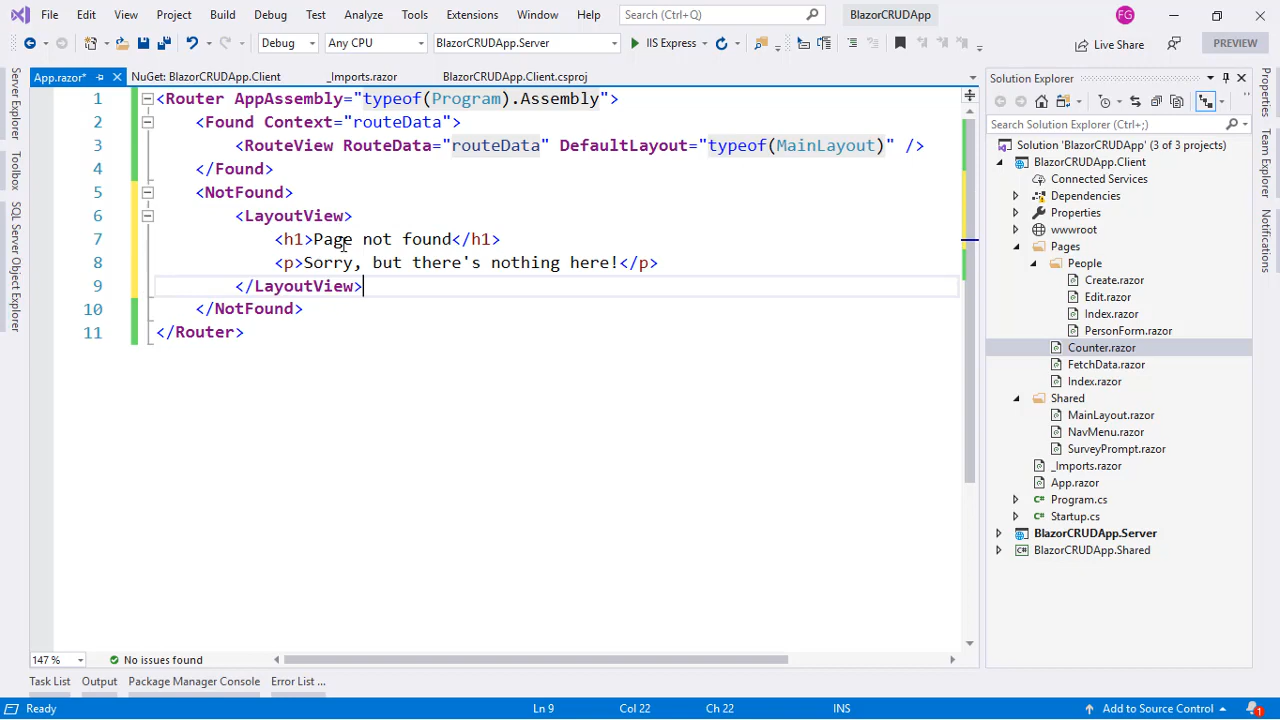 File Edit View Project Build Debug Test Analyze Tools Extensions Window Help Search (Ctrl+Q) BlazorCRUDApp FG
Debug Any CPU BlazorCRUDApp.Server IIS Express Live Share PREVIEW
Server Explorer
Toolbox
SQL Server Object Explorer
App.razor* NuGet: BlazorCRUDApp.Client _Imports.razor BlazorCRUDApp.Client.csproj
1 <Router AppAssembly="typeof(Program).Assembly">
2 <Found Context="routeData">
3 <RouteView RouteData="routeData" DefaultLayout="typeof(MainLayout)" />
4 </Found>
5 <NotFound>
6 <LayoutView>
7 <h1>Page not found</h1>
8 <p>Sorry, but there's nothing here!</p>
9 </LayoutView>
10 </NotFound>
11 </Router>
147 % No issues found
Solution Explorer
Search Solution Explorer (Ctrl+;)
Solution 'BlazorCRUDApp' (3 of 3 projects)
BlazorCRUDApp.Client
Connected Services
Dependencies
Properties
wwwroot
Pages
People
Create.razor
Edit.razor
Index.razor
PersonForm.razor
Counter.razor
FetchData.razor
Index.razor
Shared
MainLayout.razor
NavMenu.razor
SurveyPrompt.razor
_Imports.razor
App.razor
Program.cs
Startup.cs
BlazorCRUDApp.Server
BlazorCRUDApp.Shared
Properties
Team Explorer
Notifications
Task List Output Package Manager Console Error List ...
Ready Ln 9 Col 22 Ch 22 INS Add to Source Control 1